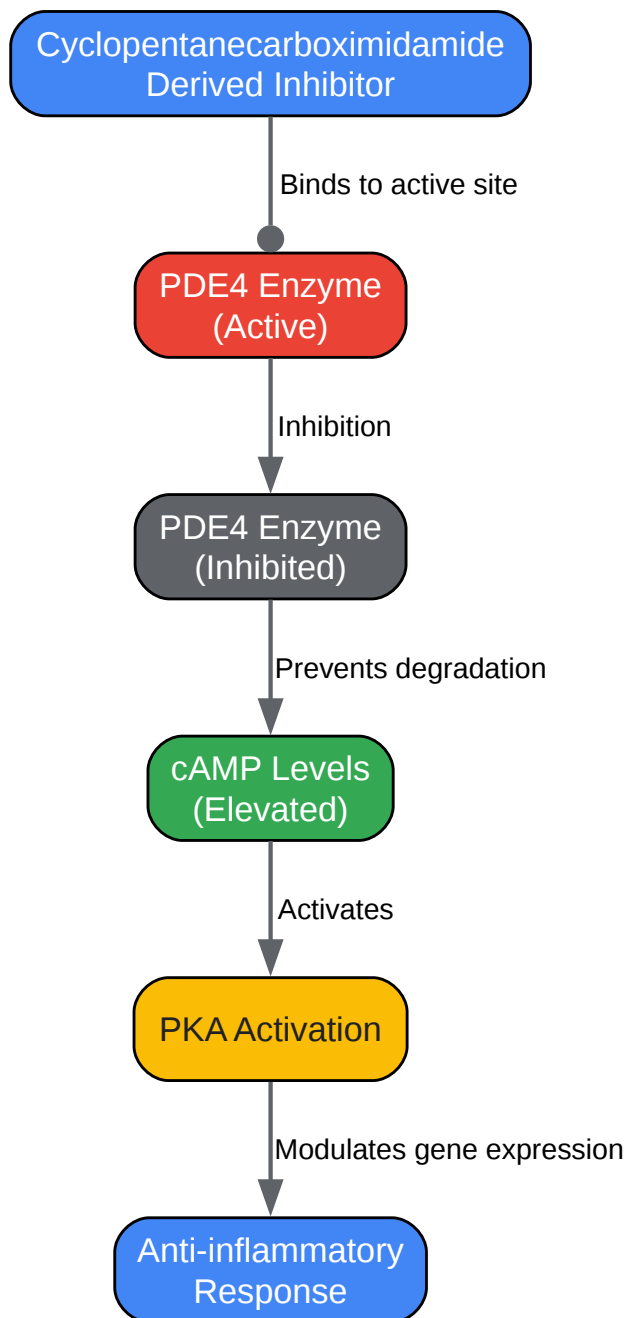 Cyclopentanecarboximidamide
Derived Inhibitor
Binds to active site
PDE4 Enzyme
(Active)
Inhibition
PDE4 Enzyme
(Inhibited)
Prevents degradation
cAMP Levels
(Elevated)
Activates
PKA Activation
Modulates gene expression
Anti-inflammatory
Response